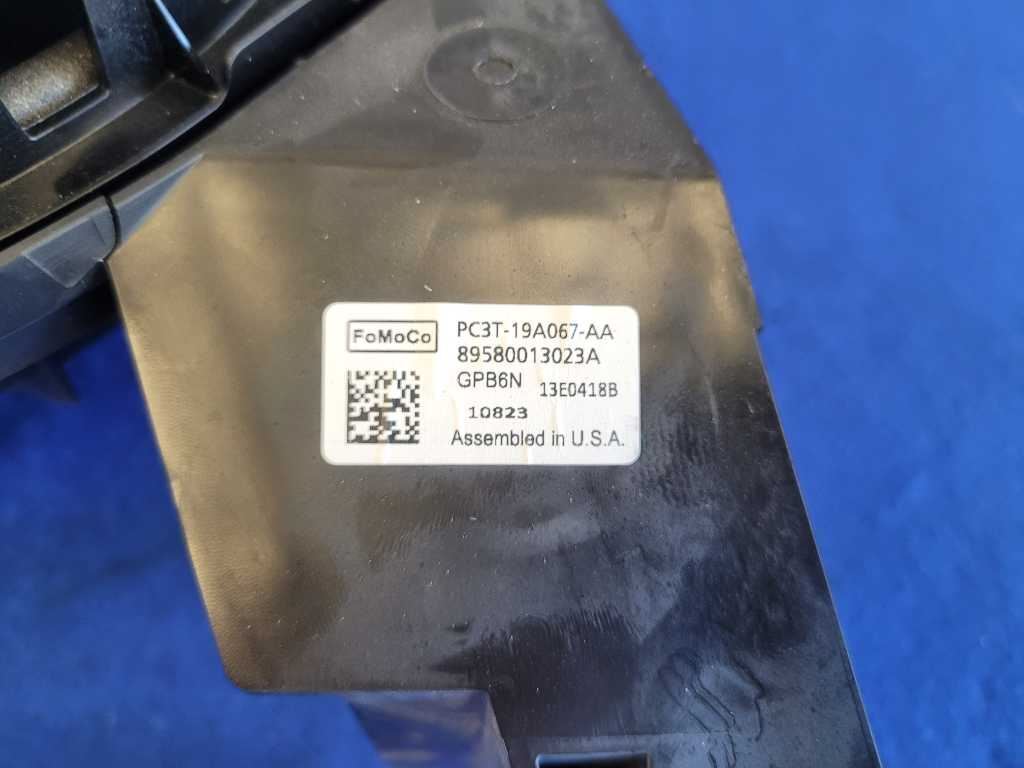 FoMoCo
PC3T-19A067-AA
89580013023A
GPB6N 13E0418B
10823
Assembled in U.S.A.